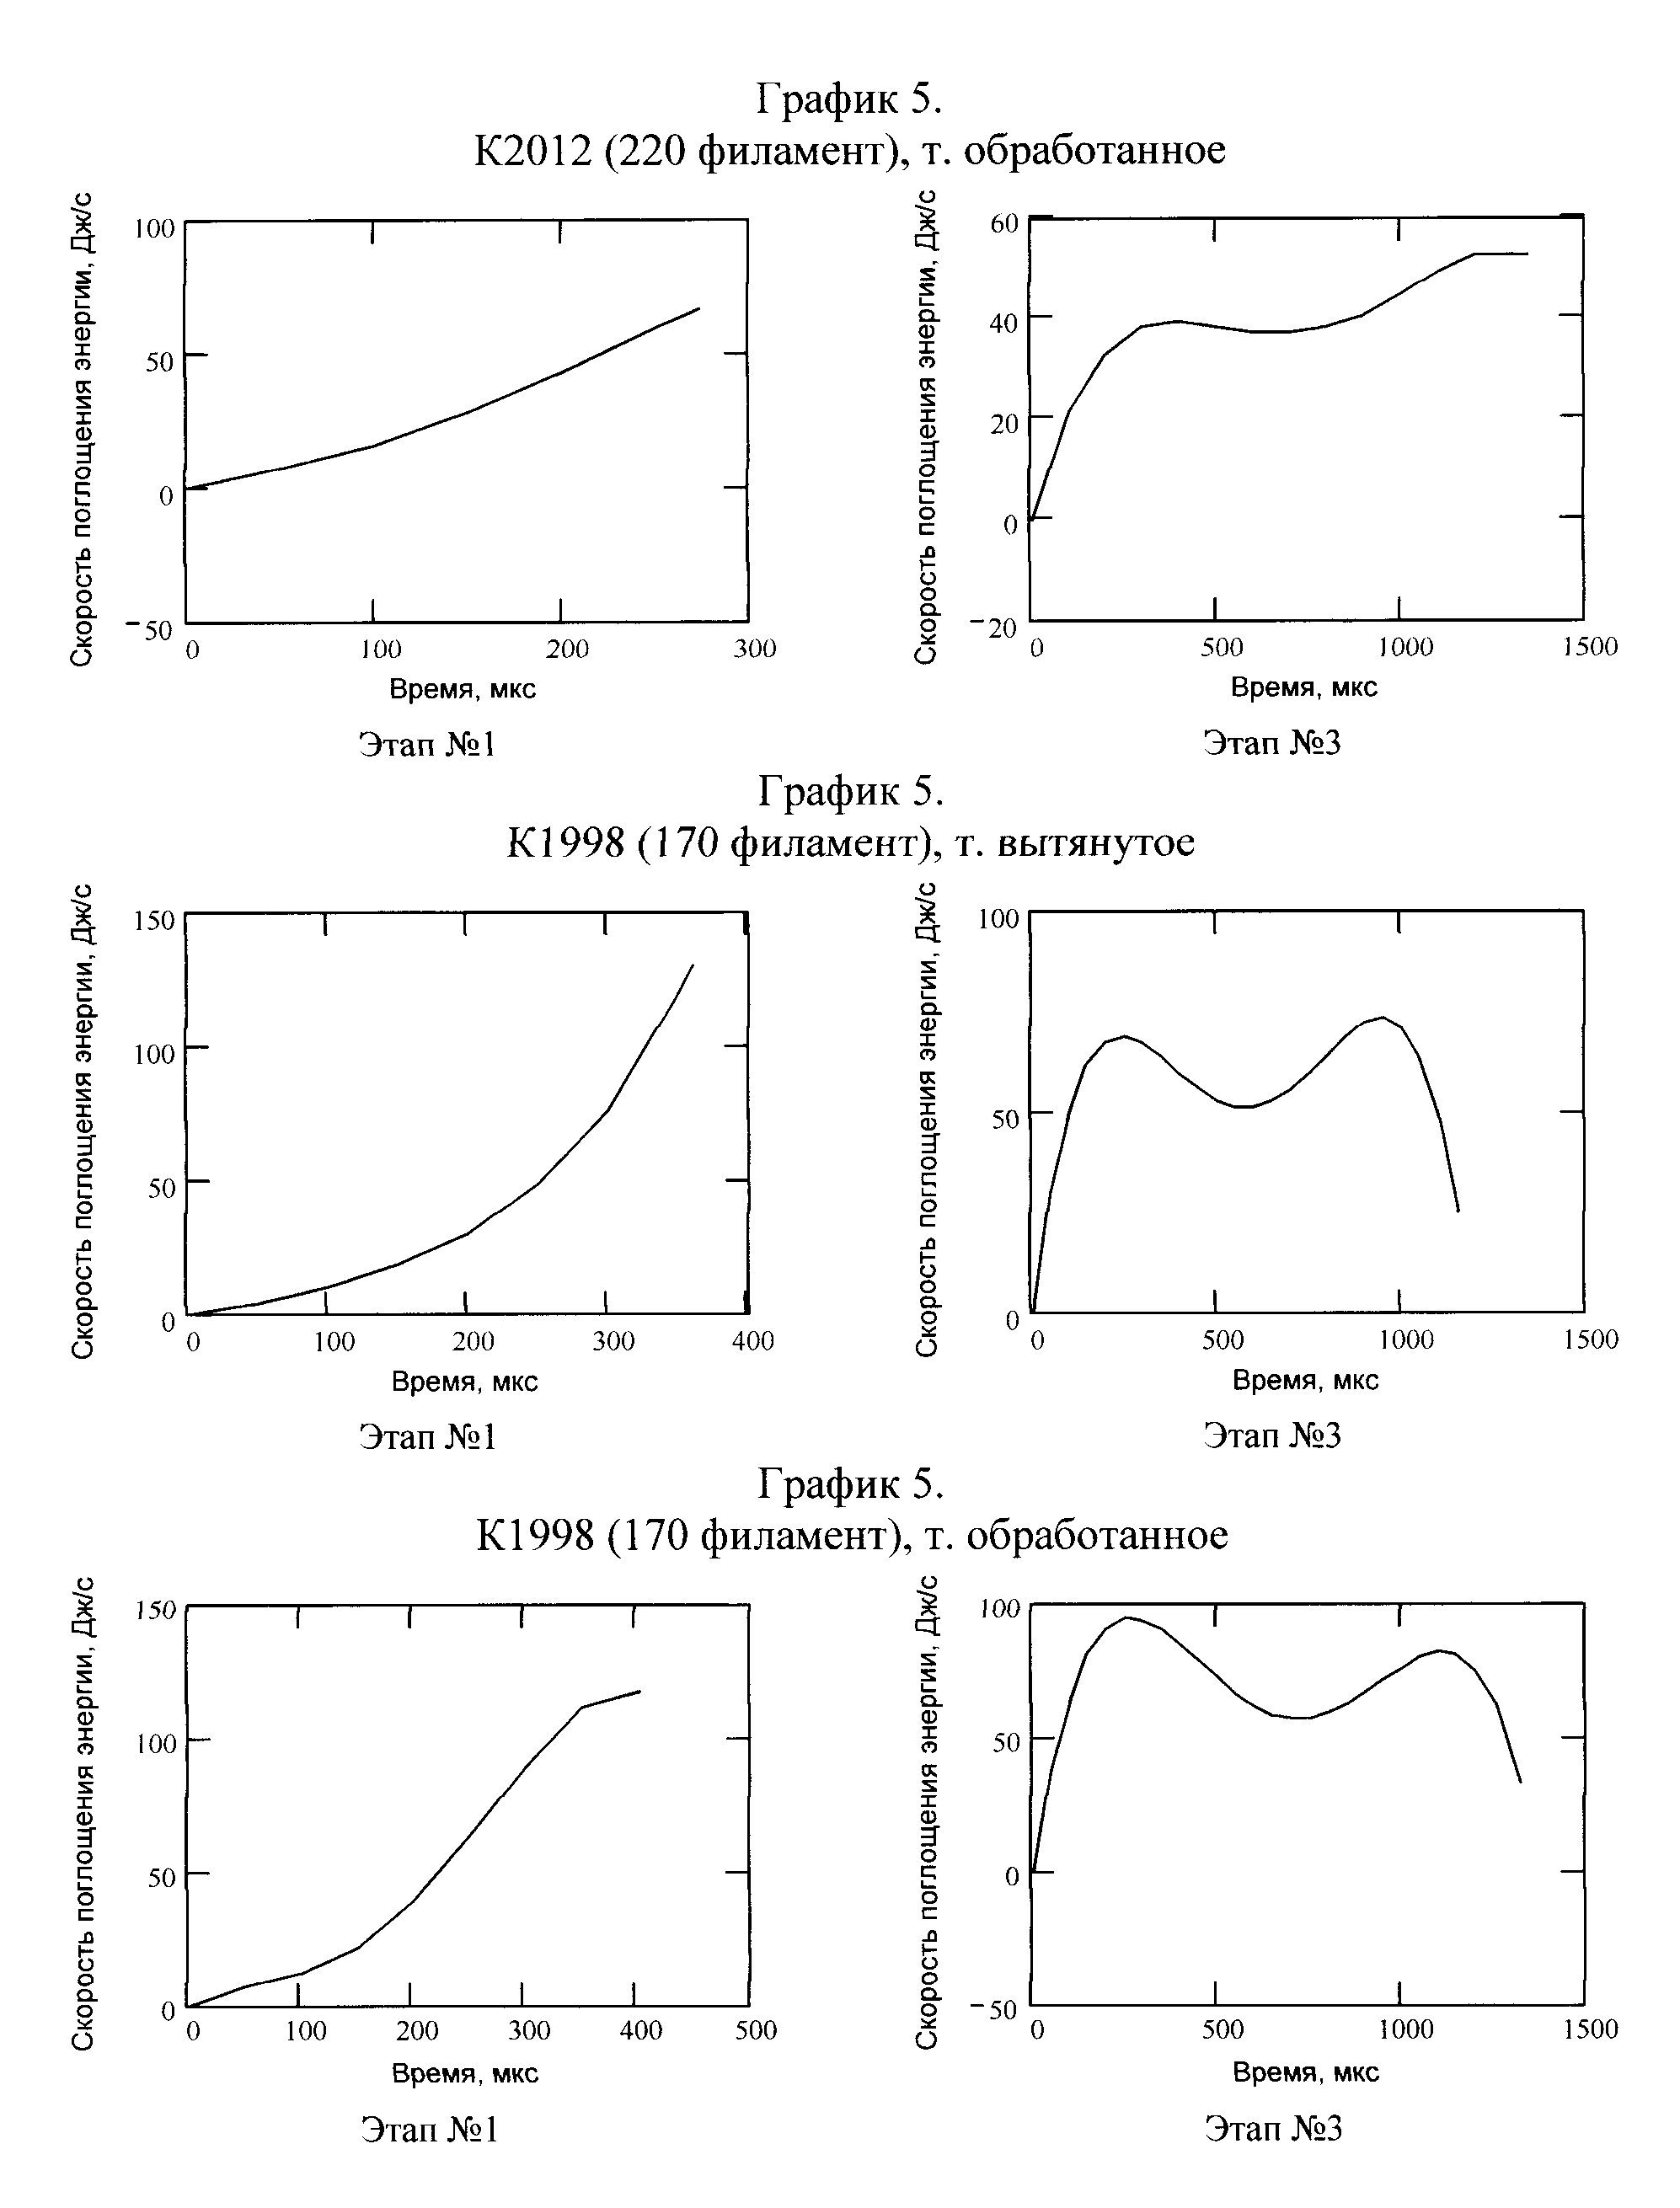 График 5.
К2012 (220 филамент), т. обработанное
Скорость поглощения энергии, Дж/с
100
50
0
−50
0 100 200 300
Время, мкс
Этап №1
Скорость поглощения энергии, Дж/с
60
40
20
0
−20
0 500 1000 1500
Время, мкс
Этап №3
График 5.
К1998 (170 филамент), т. вытянутое
Скорость поглощения энергии, Дж/с
150
100
50
0
0 100 200 300 400
Время, мкс
Этап №1
Скорость поглощения энергии, Дж/с
100
50
0
0 500 1000 1500
Время, мкс
Этап №3
График 5.
К1998 (170 филамент), т. обработанное
Скорость поглощения энергии, Дж/с
150
100
50
0
0 100 200 300 400 500
Время, мкс
Этап №1
Скорость поглощения энергии, Дж/с
100
50
0
−50
0 500 1000 1500
Время, мкс
Этап №3